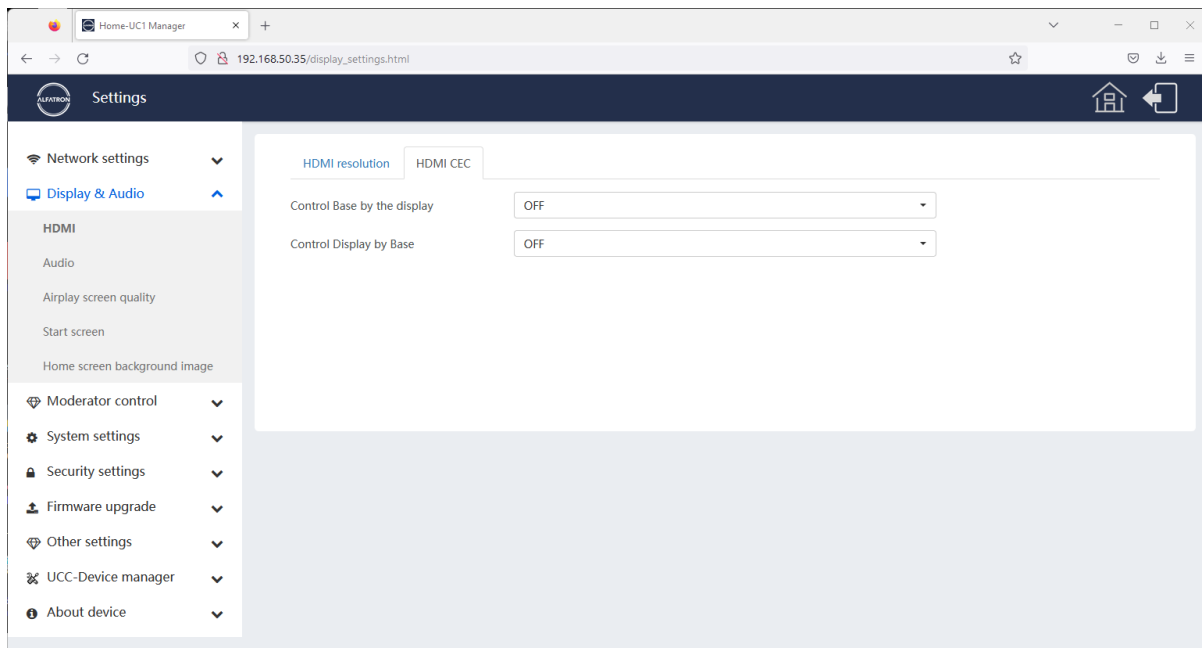 Home-UC1 Manager
192.168.50.35/display_settings.html
ALFATRON
Settings
Network settings
Display & Audio
HDMI
Audio
Airplay screen quality
Start screen
Home screen background image
Moderator control
System settings
Security settings
Firmware upgrade
Other settings
UCC-Device manager
About device
HDMI resolution
HDMI CEC
Control Base by the display OFF
Control Display by Base OFF